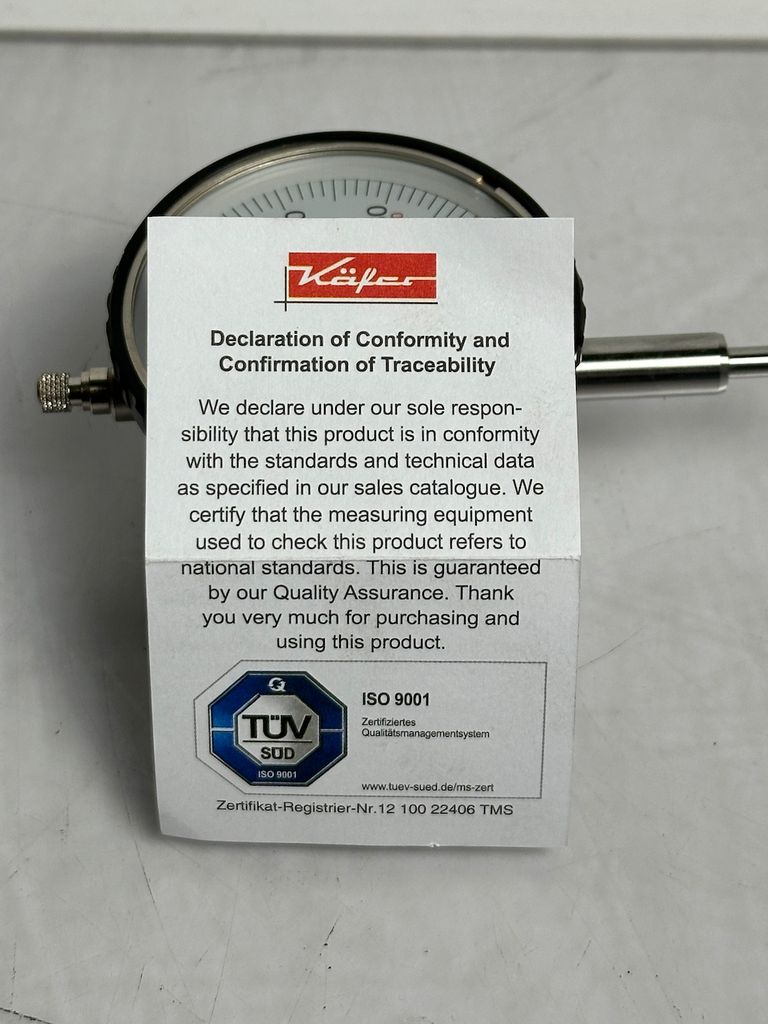 0 0
Käfer
Declaration of Conformity and
Confirmation of Traceability
We declare under our sole respon-
sibility that this product is in conformity
with the standards and technical data
as specified in our sales catalogue. We
certify that the measuring equipment
used to check this product refers to
national standards. This is guaranteed
by our Quality Assurance. Thank
you very much for purchasing and
using this product.
TÜV
SÜD
ISO 9001
ISO 9001
Zertifiziertes
Qualitätsmanagementsystem
www.tuev-sued.de/ms-zert
Zertifikat-Registrier-Nr.12 100 22406 TMS